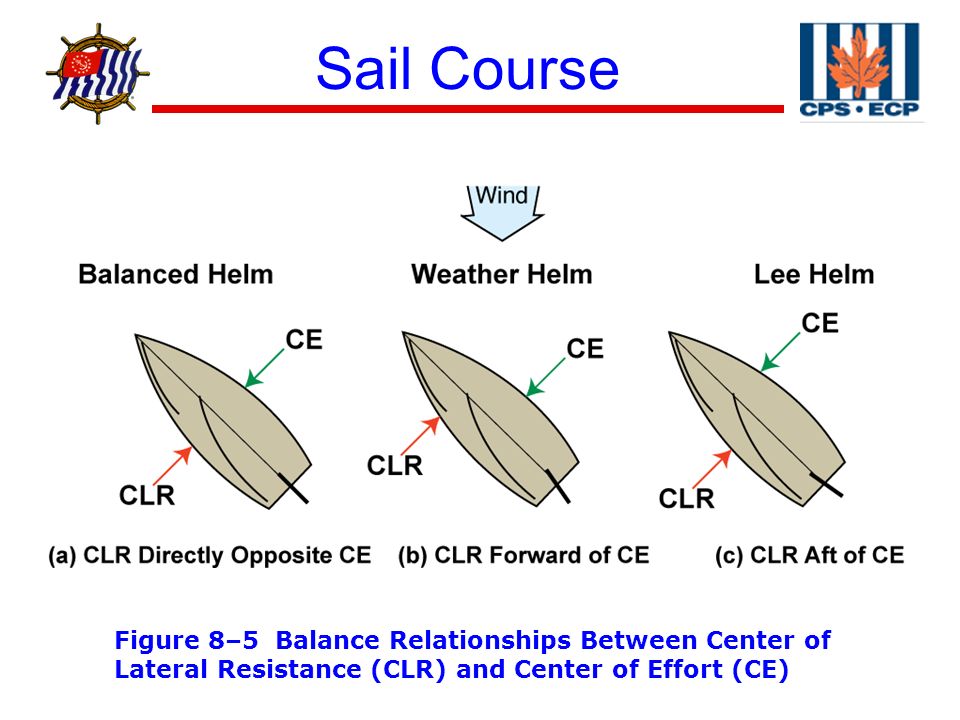 Sail Course
CPS • ECP
Wind
Balanced Helm
Weather Helm
Lee Helm
CE
CLR
CE
CLR
CE
CLR
(a) CLR Directly Opposite CE
(b) CLR Forward of CE
(c) CLR Aft of CE
Figure 8–5 Balance Relationships Between Center of
Lateral Resistance (CLR) and Center of Effort (CE)